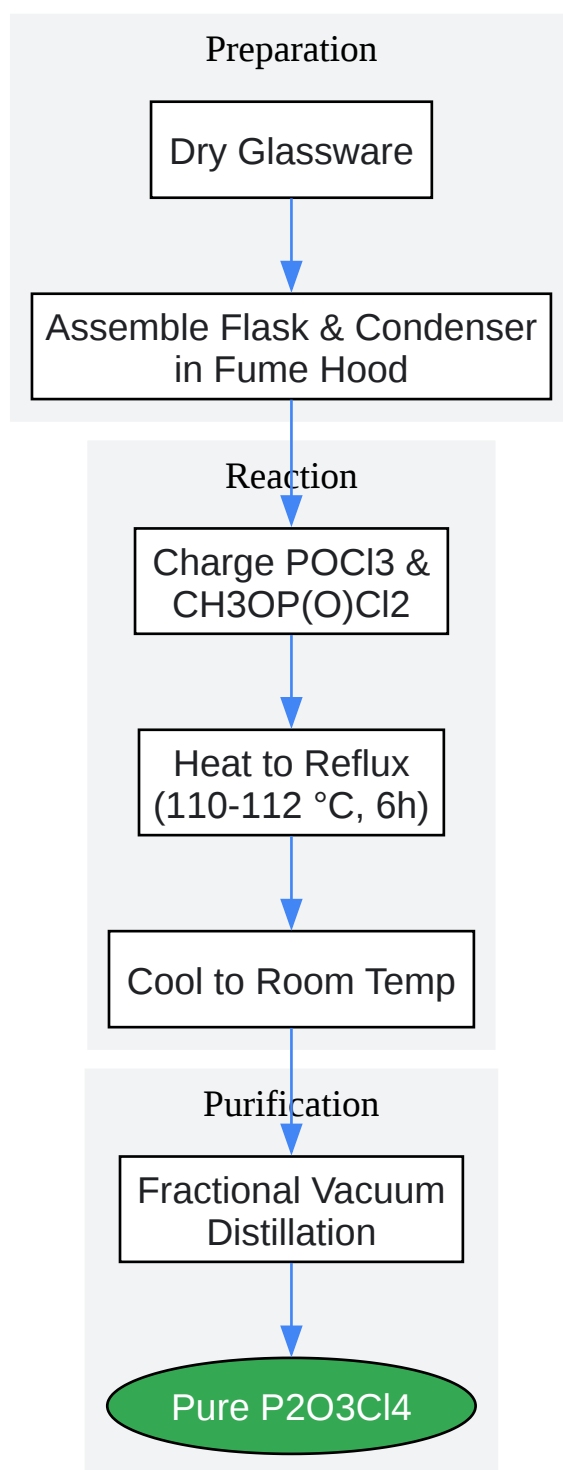 Preparation
Dry Glassware
Assemble Flask & Condenser
in Fume Hood
Reaction
Charge POCl3 &
CH3OP(O)Cl2
Heat to Reflux
(110-112 °C, 6h)
Cool to Room Temp
Purification
Fractional Vacuum
Distillation
Pure P2O3Cl4